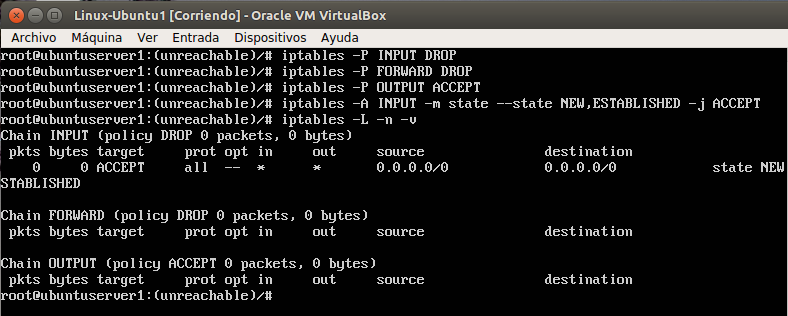 Linux-Ubuntu1 [Corriendo] - Oracle VM VirtualBox
Archivo Máquina Ver Entrada Dispositivos Ayuda
root@ubuntuserver1:(unreachable)/# iptables -P INPUT DROP
root@ubuntuserver1:(unreachable)/# iptables -P FORWARD DROP
root@ubuntuserver1:(unreachable)/# iptables -P OUTPUT ACCEPT
root@ubuntuserver1:(unreachable)/# iptables -A INPUT -m state --state NEW,ESTABLISHED -j ACCEPT
root@ubuntuserver1:(unreachable)/# iptables -L -n -v
Chain INPUT (policy DROP 0 packets, 0 bytes)
pkts bytes target prot opt in out source destination
0 0 ACCEPT all -- * * 0.0.0.0/0 0.0.0.0/0 state NEW
STABLISHED
Chain FORWARD (policy DROP 0 packets, 0 bytes)
pkts bytes target prot opt in out source destination
Chain OUTPUT (policy ACCEPT 0 packets, 0 bytes)
pkts bytes target prot opt in out source destination
root@ubuntuserver1:(unreachable)/#